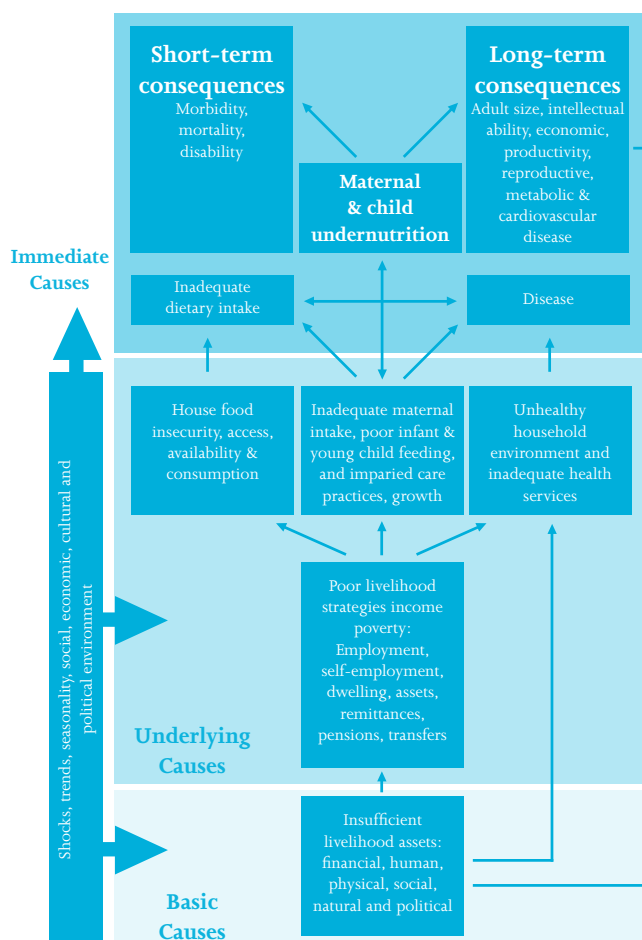 Short-term
consequences
Morbidity,
mortality,
disability
Long-term
consequences
Adult size, intellectual
ability, economic,
productivity,
reproductive,
metabolic &
cardiovascular
disease
Maternal
& child
undernutrition
Immediate
Causes
Inadequate
dietary intake
Disease
House food
insecurity, access,
availability &
consumption
Inadequate maternal
intake, poor infant &
young child feeding,
and imparied care
practices, growth
Unhealthy
household
environment and
inadequate health
services
Shocks, trends, seasonality, social, economic, cultural and
political environment
Poor livelihood
strategies income
poverty:
Employment,
self-employment,
dwelling, assets,
remittances,
pensions, transfers
Underlying
Causes
Insufficient
livelihood assets:
financial, human,
physical, social,
natural and political
Basic
Causes